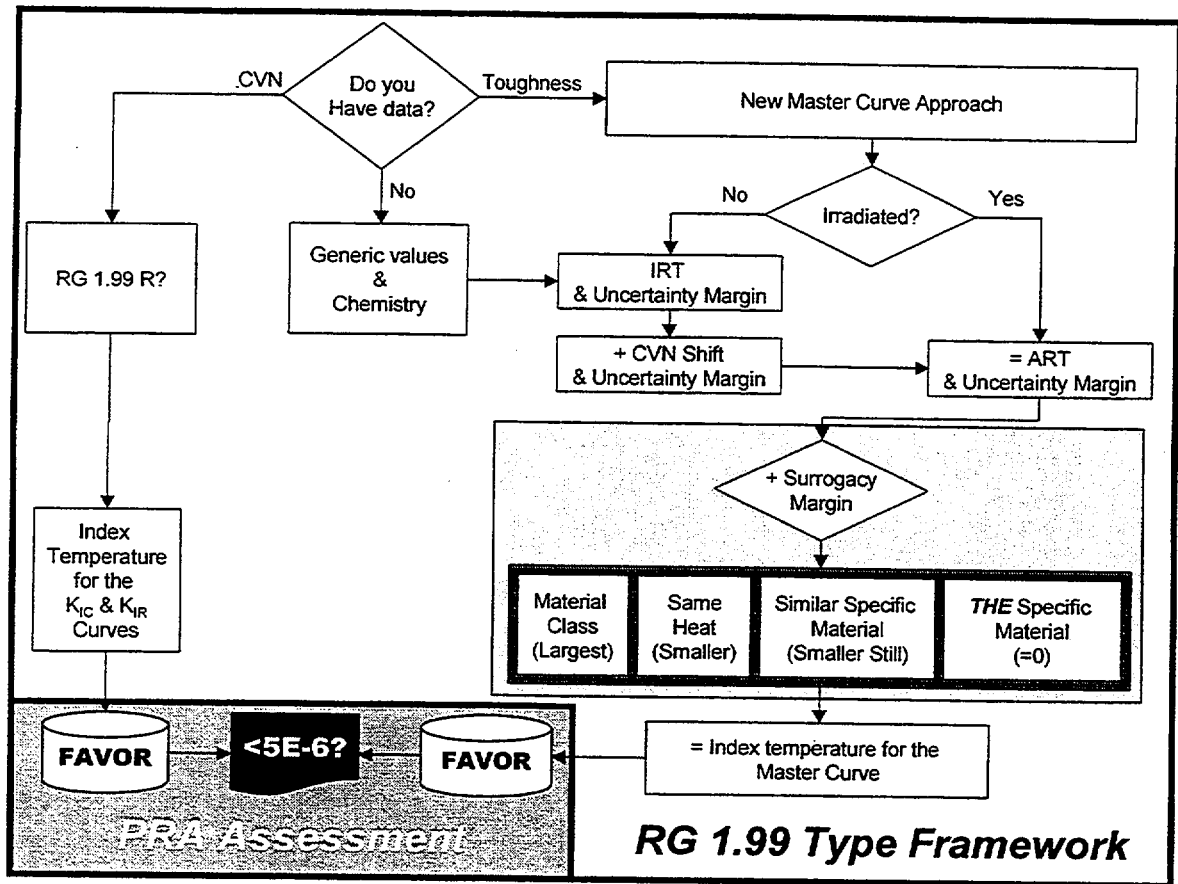 .CVN
Do you
Have data?
Toughness
New Master Curve Approach
No
No
Irradiated?
Yes
RG 1.99 R?
Generic values
&
Chemistry
IRT
& Uncertainty Margin
+ CVN Shift
& Uncertainty Margin
= ART
& Uncertainty Margin
+ Surrogacy
Margin
Index
Temperature
for the
KIC & KIR
Curves
Material
Class
(Largest)
Same
Heat
(Smaller)
Similar Specific
Material
(Smaller Still)
THE Specific
Material
(=0)
FAVOR
<5E-6?
FAVOR
= Index temperature for the
Master Curve
PRA Assessment
RG 1.99 Type Framework